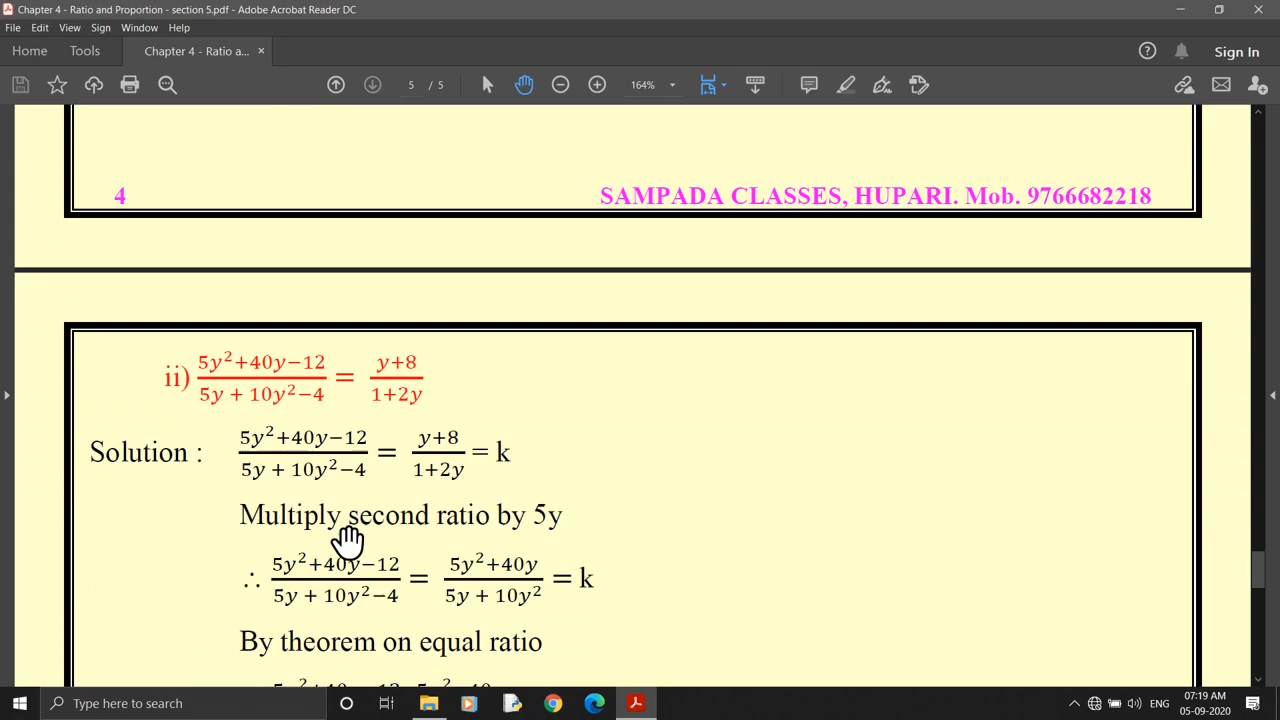 Chapter 4 - Ratio and Proportion - section 5.pdf - Adobe Acrobat Reader DC
File Edit View Sign Window Help
Home Tools Chapter 4 - Ratio a... × Sign In
5 / 5 164%
4 SAMPADA CLASSES, HUPARI. Mob. 9766682218
ii) (5y²+40y−12)/(5y + 10y²−4) = (y+8)/(1+2y)
Solution : (5y²+40y−12)/(5y + 10y²−4) = (y+8)/(1+2y) = k
Multiply second ratio by 5y
∴ (5y²+40y−12)/(5y + 10y²−4) = (5y²+40y)/(5y + 10y²) = k
By theorem on equal ratio
Type here to search ENG 07:19 AM
05-09-2020